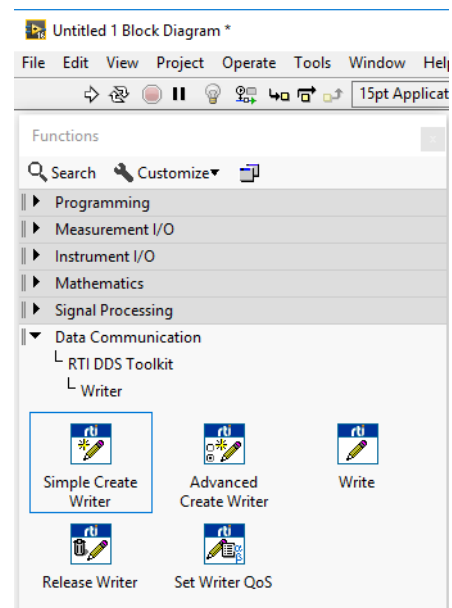 Untitled 1 Block Diagram *
File Edit View Project Operate Tools Window Help
15pt Applicat
Functions
x
Search Customize
Programming
Measurement I/O
Instrument I/O
Mathematics
Signal Processing
Data Communication
RTI DDS Toolkit
Writer
rti rti rti
Simple Create Writer
Advanced Create Writer
Write
rti rti
Release Writer
Set Writer QoS